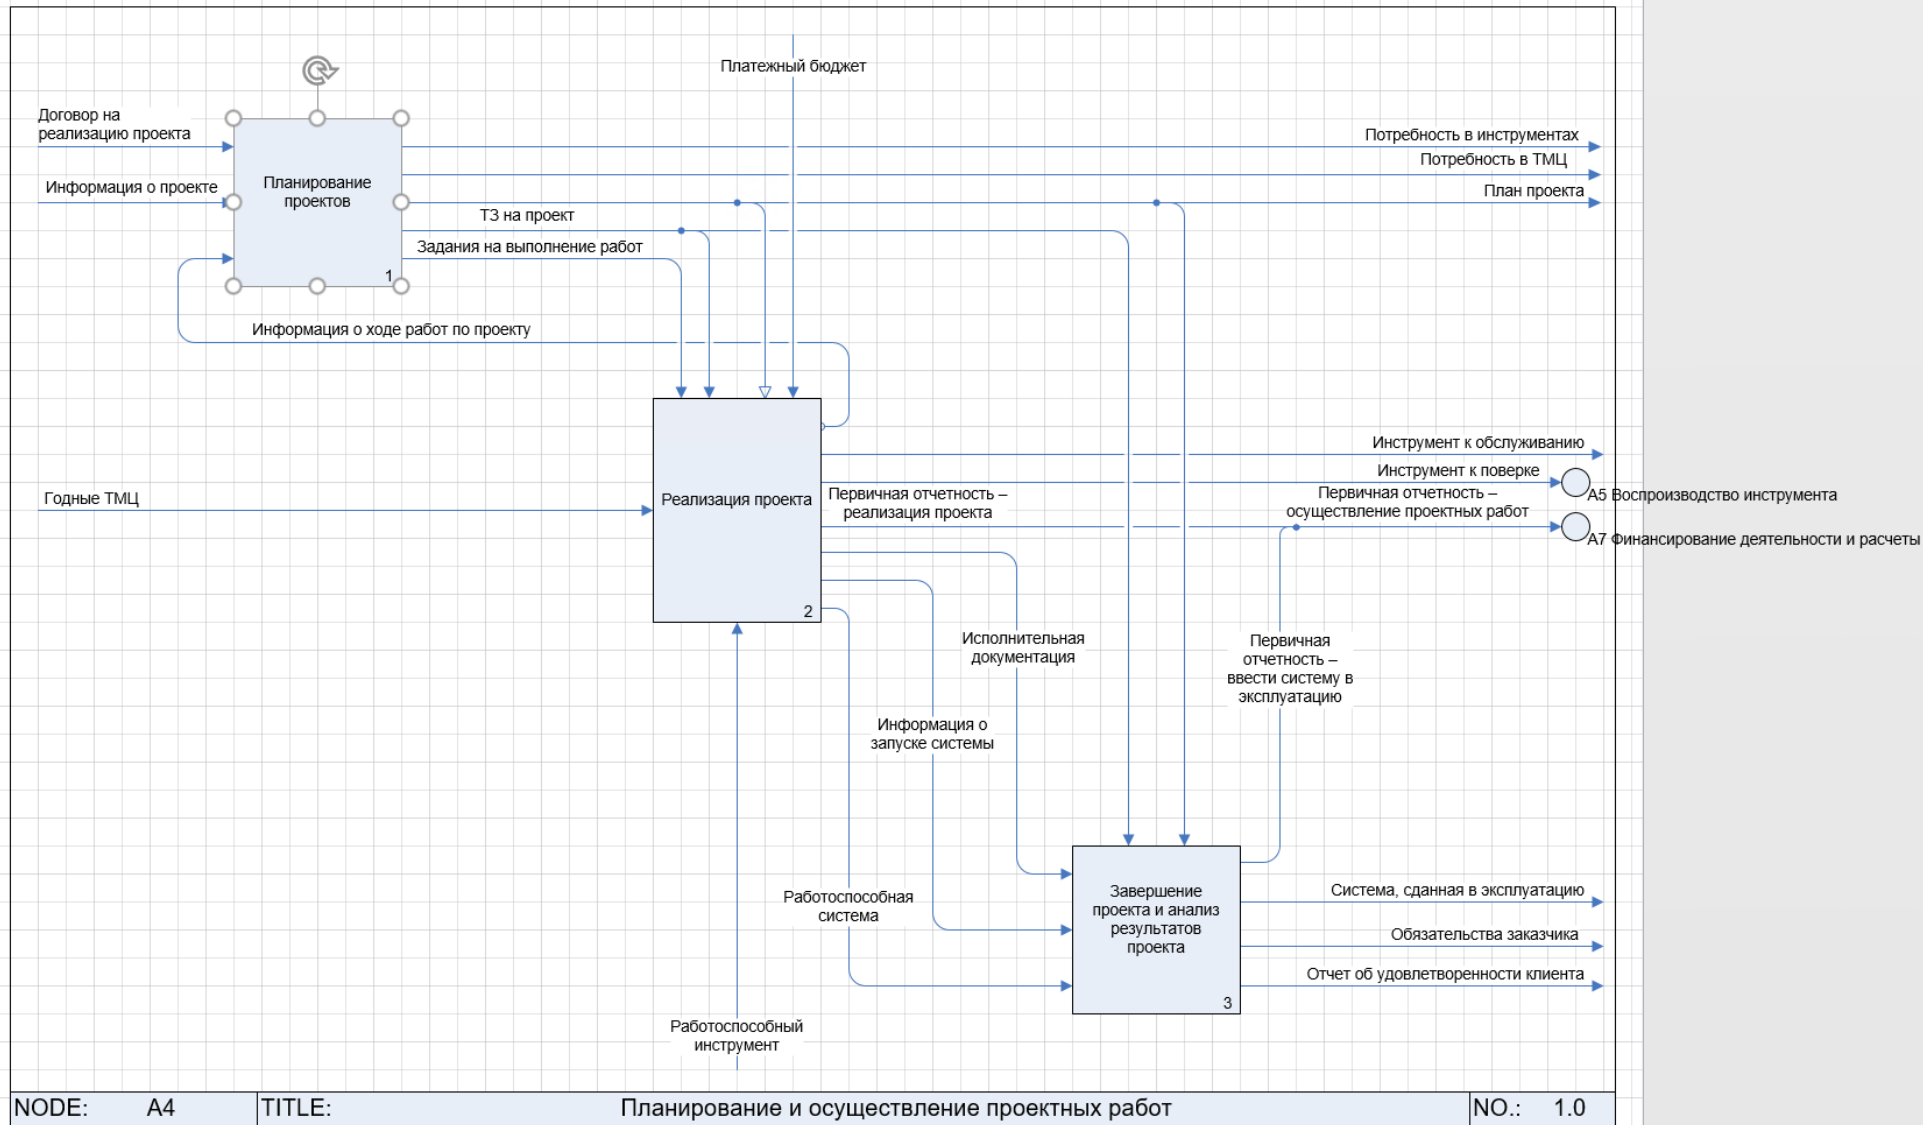 Платежный бюджет
Договор на
реализацию проекта
Потребность в инструментах
Потребность в ТМЦ
Информация о проекте
Планирование
проектов
1
План проекта
ТЗ на проект
Задания на выполнение работ
Информация о ходе работ по проекту
Инструмент к обслуживанию
Инструмент к поверке
А5 Воспроизводство инструмента
Годные ТМЦ
Реализация проекта
2
Первичная отчетность –
реализация проекта
Первичная отчетность –
осуществление проектных работ
А7 Финансирование деятельности и расчеты
Исполнительная
документация
Первичная
отчетность –
ввести систему в
эксплуатацию
Информация о
запуске системы
Работоспособная
система
Завершение
проекта и анализ
результатов
проекта
3
Система, сданная в эксплуатацию
Обязательства заказчика
Отчет об удовлетворенности клиента
Работоспособный
инструмент
NODE: А4 TITLE: Планирование и осуществление проектных работ NO.: 1.0